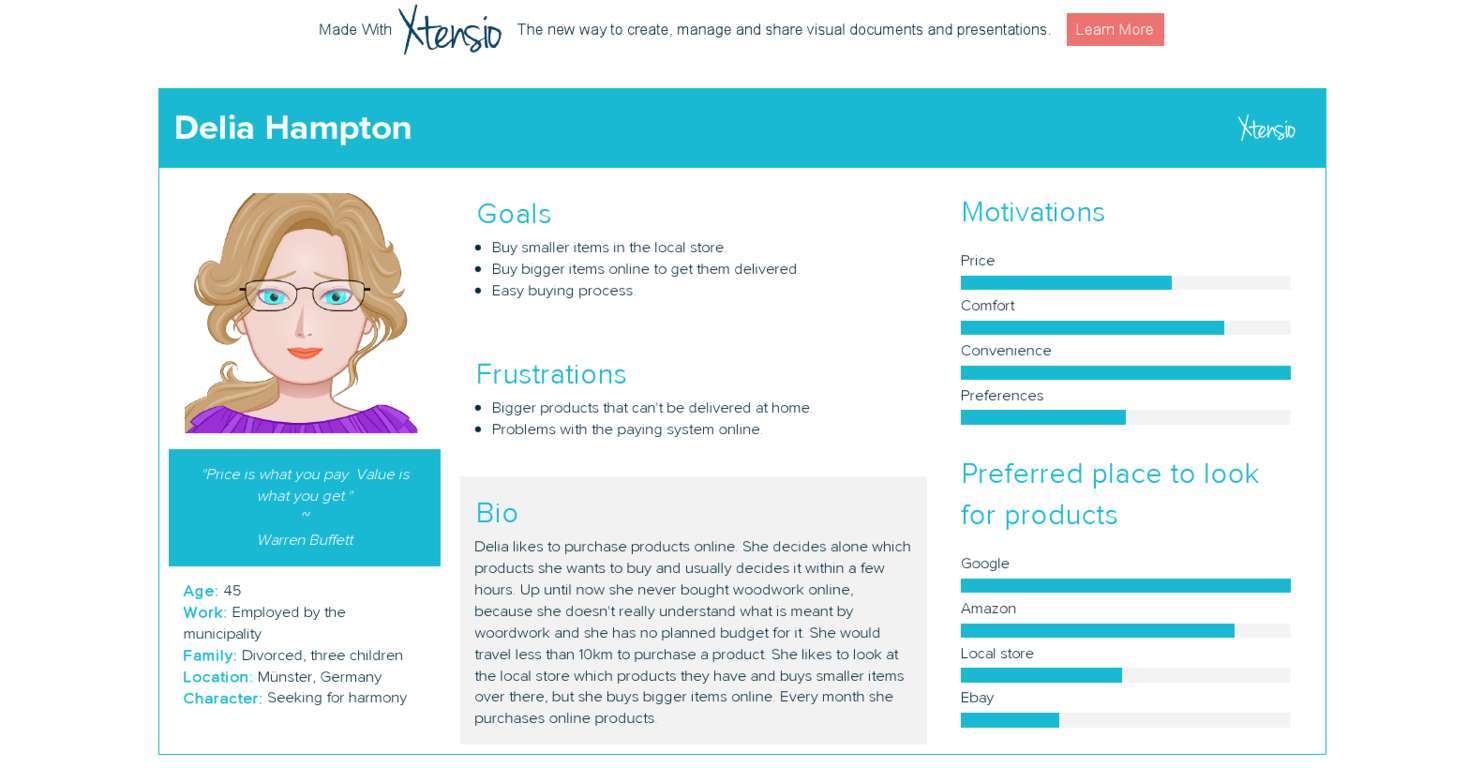 Made With Xtensio The new way to create, manage and share visual documents and presentations. Learn More
Delia Hampton
Xtensio
"Price is what you pay. Value is
what you get."
~
Warren Buffett
Age: 45
Work: Employed by the
municipality
Family: Divorced, three children
Location: Münster, Germany
Character: Seeking for harmony
Goals
• Buy smaller items in the local store.
• Buy bigger items online to get them delivered.
• Easy buying process.
Frustrations
• Bigger products that can't be delivered at home.
• Problems with the paying system online.
Bio
Delia likes to purchase products online. She decides alone which
products she wants to buy and usually decides it within a few
hours. Up until now she never bought woodwork online,
because she doesn't really understand what is meant by
woordwork and she has no planned budget for it. She would
travel less than 10km to purchase a product. She likes to look at
the local store which products they have and buys smaller items
over there, but she buys bigger items online. Every month she
purchases online products.
Motivations
Price
Comfort
Convenience
Preferences
Preferred place to look
for products
Google
Amazon
Local store
Ebay